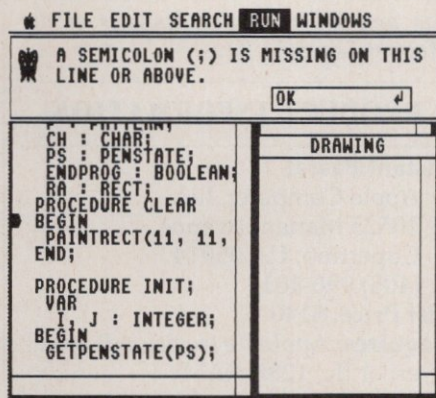 FILE EDIT SEARCH RUN WINDOWS
A SEMICOLON (;) IS MISSING ON THIS
LINE OR ABOVE.
OK
P : PATTERN;
CH : CHAR;
PS : PENSTATE;
ENDPROG : BOOLEAN;
RA : RECT;
PROCEDURE CLEAR
BEGIN
PAINTRECT(11, 11,
END;
PROCEDURE INIT;
VAR
I, J : INTEGER;
BEGIN
GETPENSTATE(PS);
DRAWING